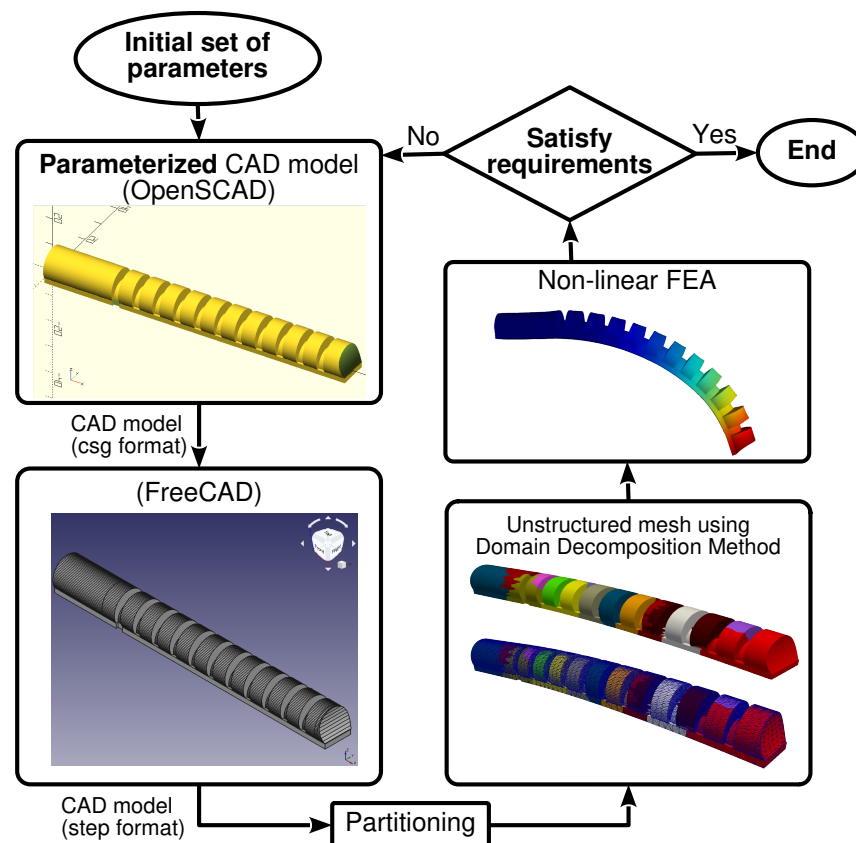 Initial set of
parameters
Parameterized CAD model
(OpenSCAD)
CAD model
(csg format)
(FreeCAD)
CAD model
(step format)
Partitioning
Unstructured mesh using
Domain Decomposition Method
Non-linear FEA
Satisfy
requirements
No
Yes
End